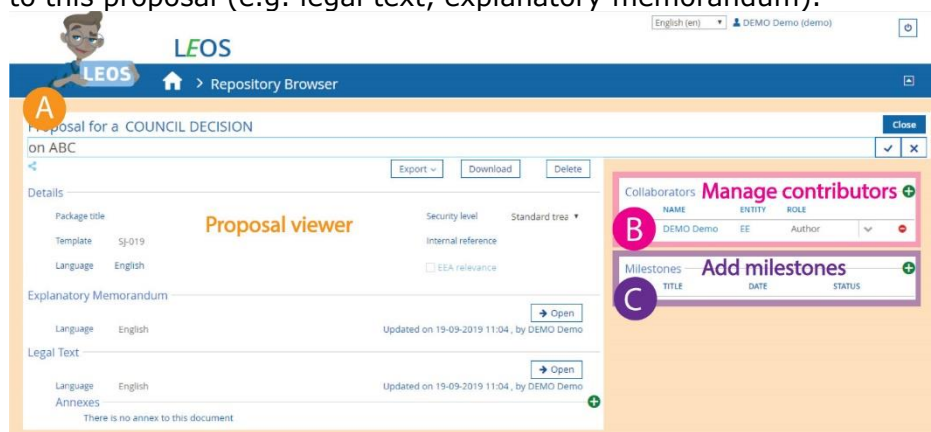 to this proposal (e.g. legal text, explanatory memorandum).
English (en) DEMO Demo (demo)
LEOS
LEOS
> Repository Browser
A
Proposal for a COUNCIL DECISION
Close
on ABC
Export Download Delete
Details
Package title
Security level Standard trea
Proposal viewer
Template SJ-019
Internal reference
Language English
EEA relevance
Explanatory Memorandum
Open
Language English
Updated on 19-09-2019 11:04 , by DEMO Demo
Legal Text
Open
Language English
Updated on 19-09-2019 11:04 , by DEMO Demo
Annexes
There is no annex to this document
Collaborators Manage contributors
NAME ENTITY ROLE
B
DEMO Demo EE Author
Milestones Add milestones
TITLE DATE STATUS
C